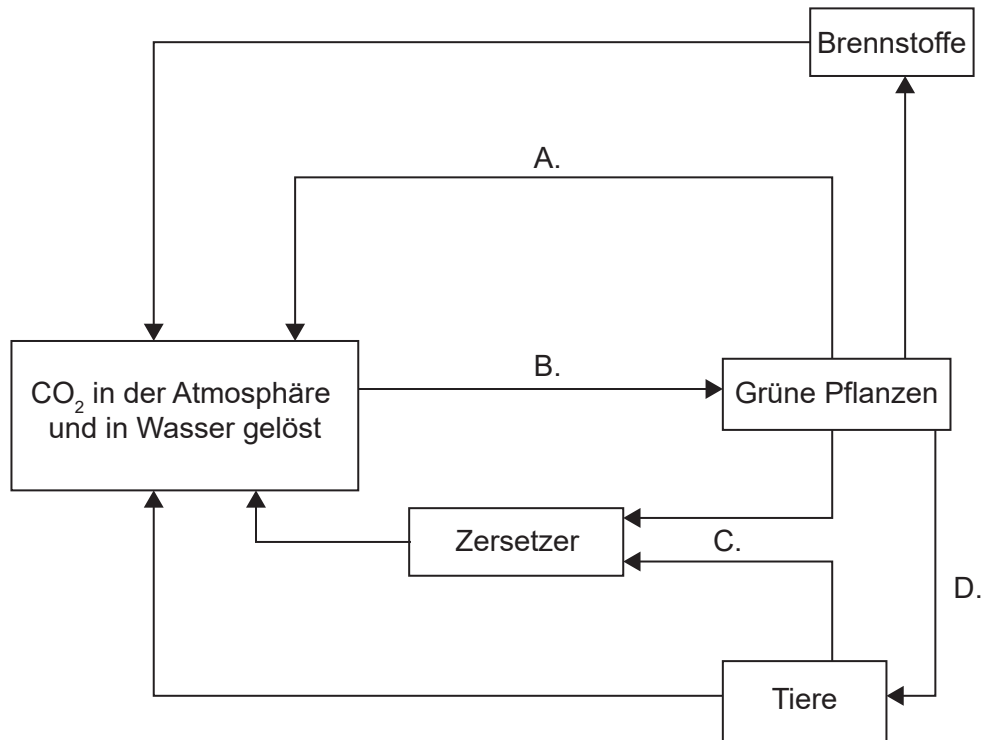 Brennstoffe
A.
B.
CO₂ in der Atmosphäre
und in Wasser gelöst
Grüne Pflanzen
Zersetzer
C.
D.
Tiere